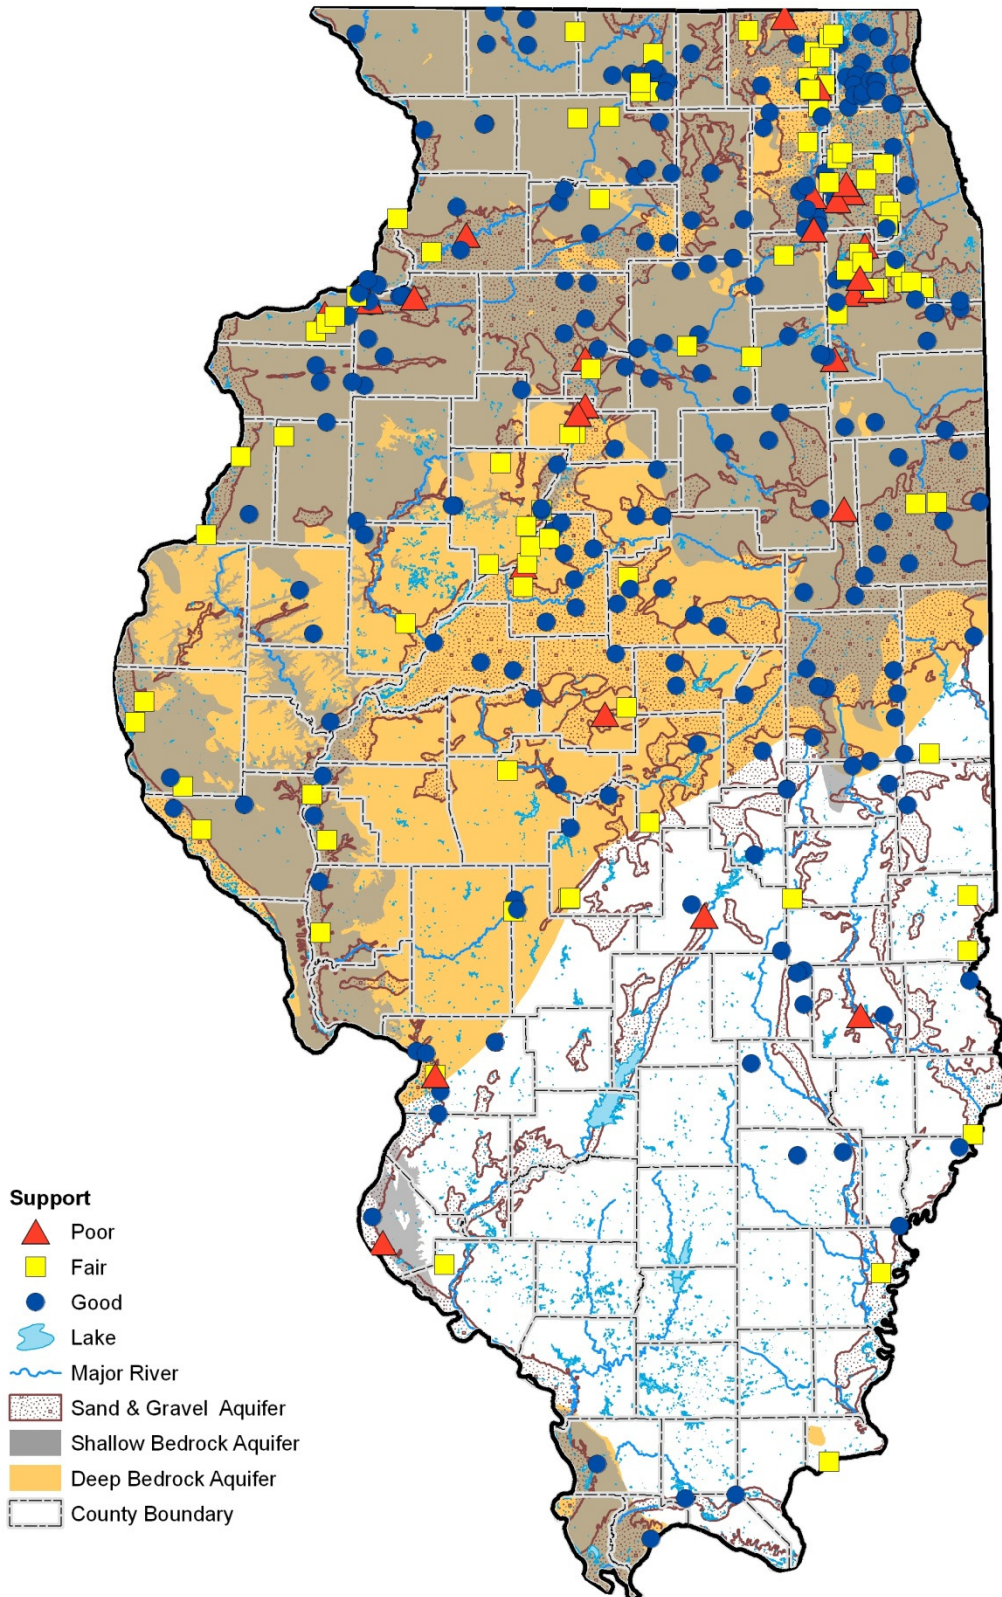 Support
Poor
Fair
Good
Lake
Major River
Sand & Gravel Aquifer
Shallow Bedrock Aquifer
Deep Bedrock Aquifer
County Boundary